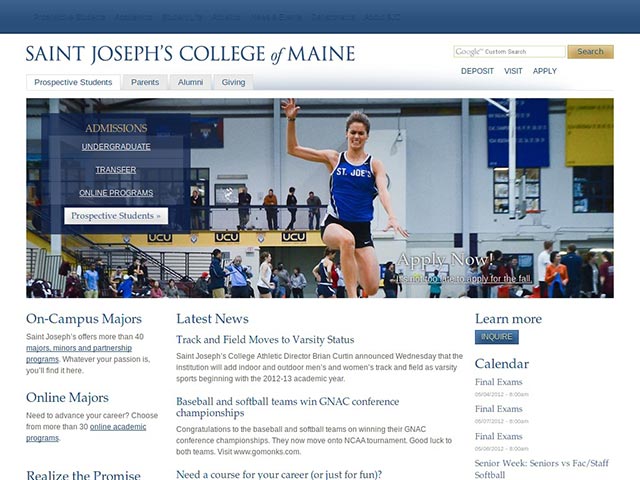 Prospective Students Academics Student Life Athletics News & Events Departments About SJC
SAINT JOSEPH'S COLLEGE of MAINE
Google™ Custom Search
Search
DEPOSIT VISIT APPLY
Prospective Students Parents Alumni Giving
ADMISSIONS
UNDERGRADUATE
TRANSFER
ONLINE PROGRAMS
Prospective Students »
ST. JOE'S
UCU UCU UCU
Apply Now!
It's not too late to apply for the fall.
On-Campus Majors
Saint Joseph's offers more than 40
majors, minors and partnership
programs. Whatever your passion is,
you'll find it here.
Online Majors
Need to advance your career? Choose
from more than 30 online academic
programs.
Realize the Promise
Latest News
Track and Field Moves to Varsity Status
Saint Joseph's College Athletic Director Brian Curtin announced Wednesday that the
institution will add indoor and outdoor men's and women's track and field as varsity
sports beginning with the 2012-13 academic year.
Baseball and softball teams win GNAC conference
championships
Congratulations to the baseball and softball teams on winning their GNAC
conference championships. They now move onto NCAA tournament. Good luck to
both teams. Visit www.gomonks.com.
Need a course for your career (or just for fun)?
Learn more
INQUIRE
Calendar
Final Exams
05/04/2012 - 8:00am
Final Exams
05/07/2012 - 8:00am
Final Exams
05/08/2012 - 8:00am
Senior Week: Seniors vs Fac/Staff
Softball